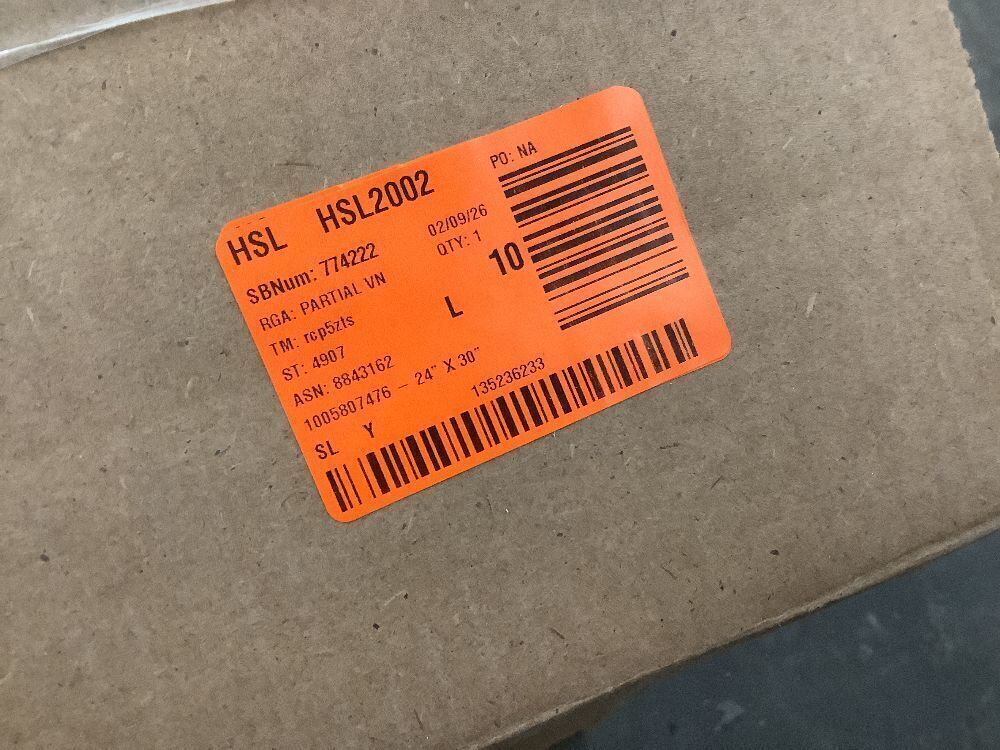 HSL HSL2002
PO: NA
SBNum: 774222 02/09/26
RGA: PARTIAL VN QTY: 1
TM: rcp5zts L 10
ST: 4907
ASN: 8843162
1005807476 – 24" X 30"
SL Y 135236233